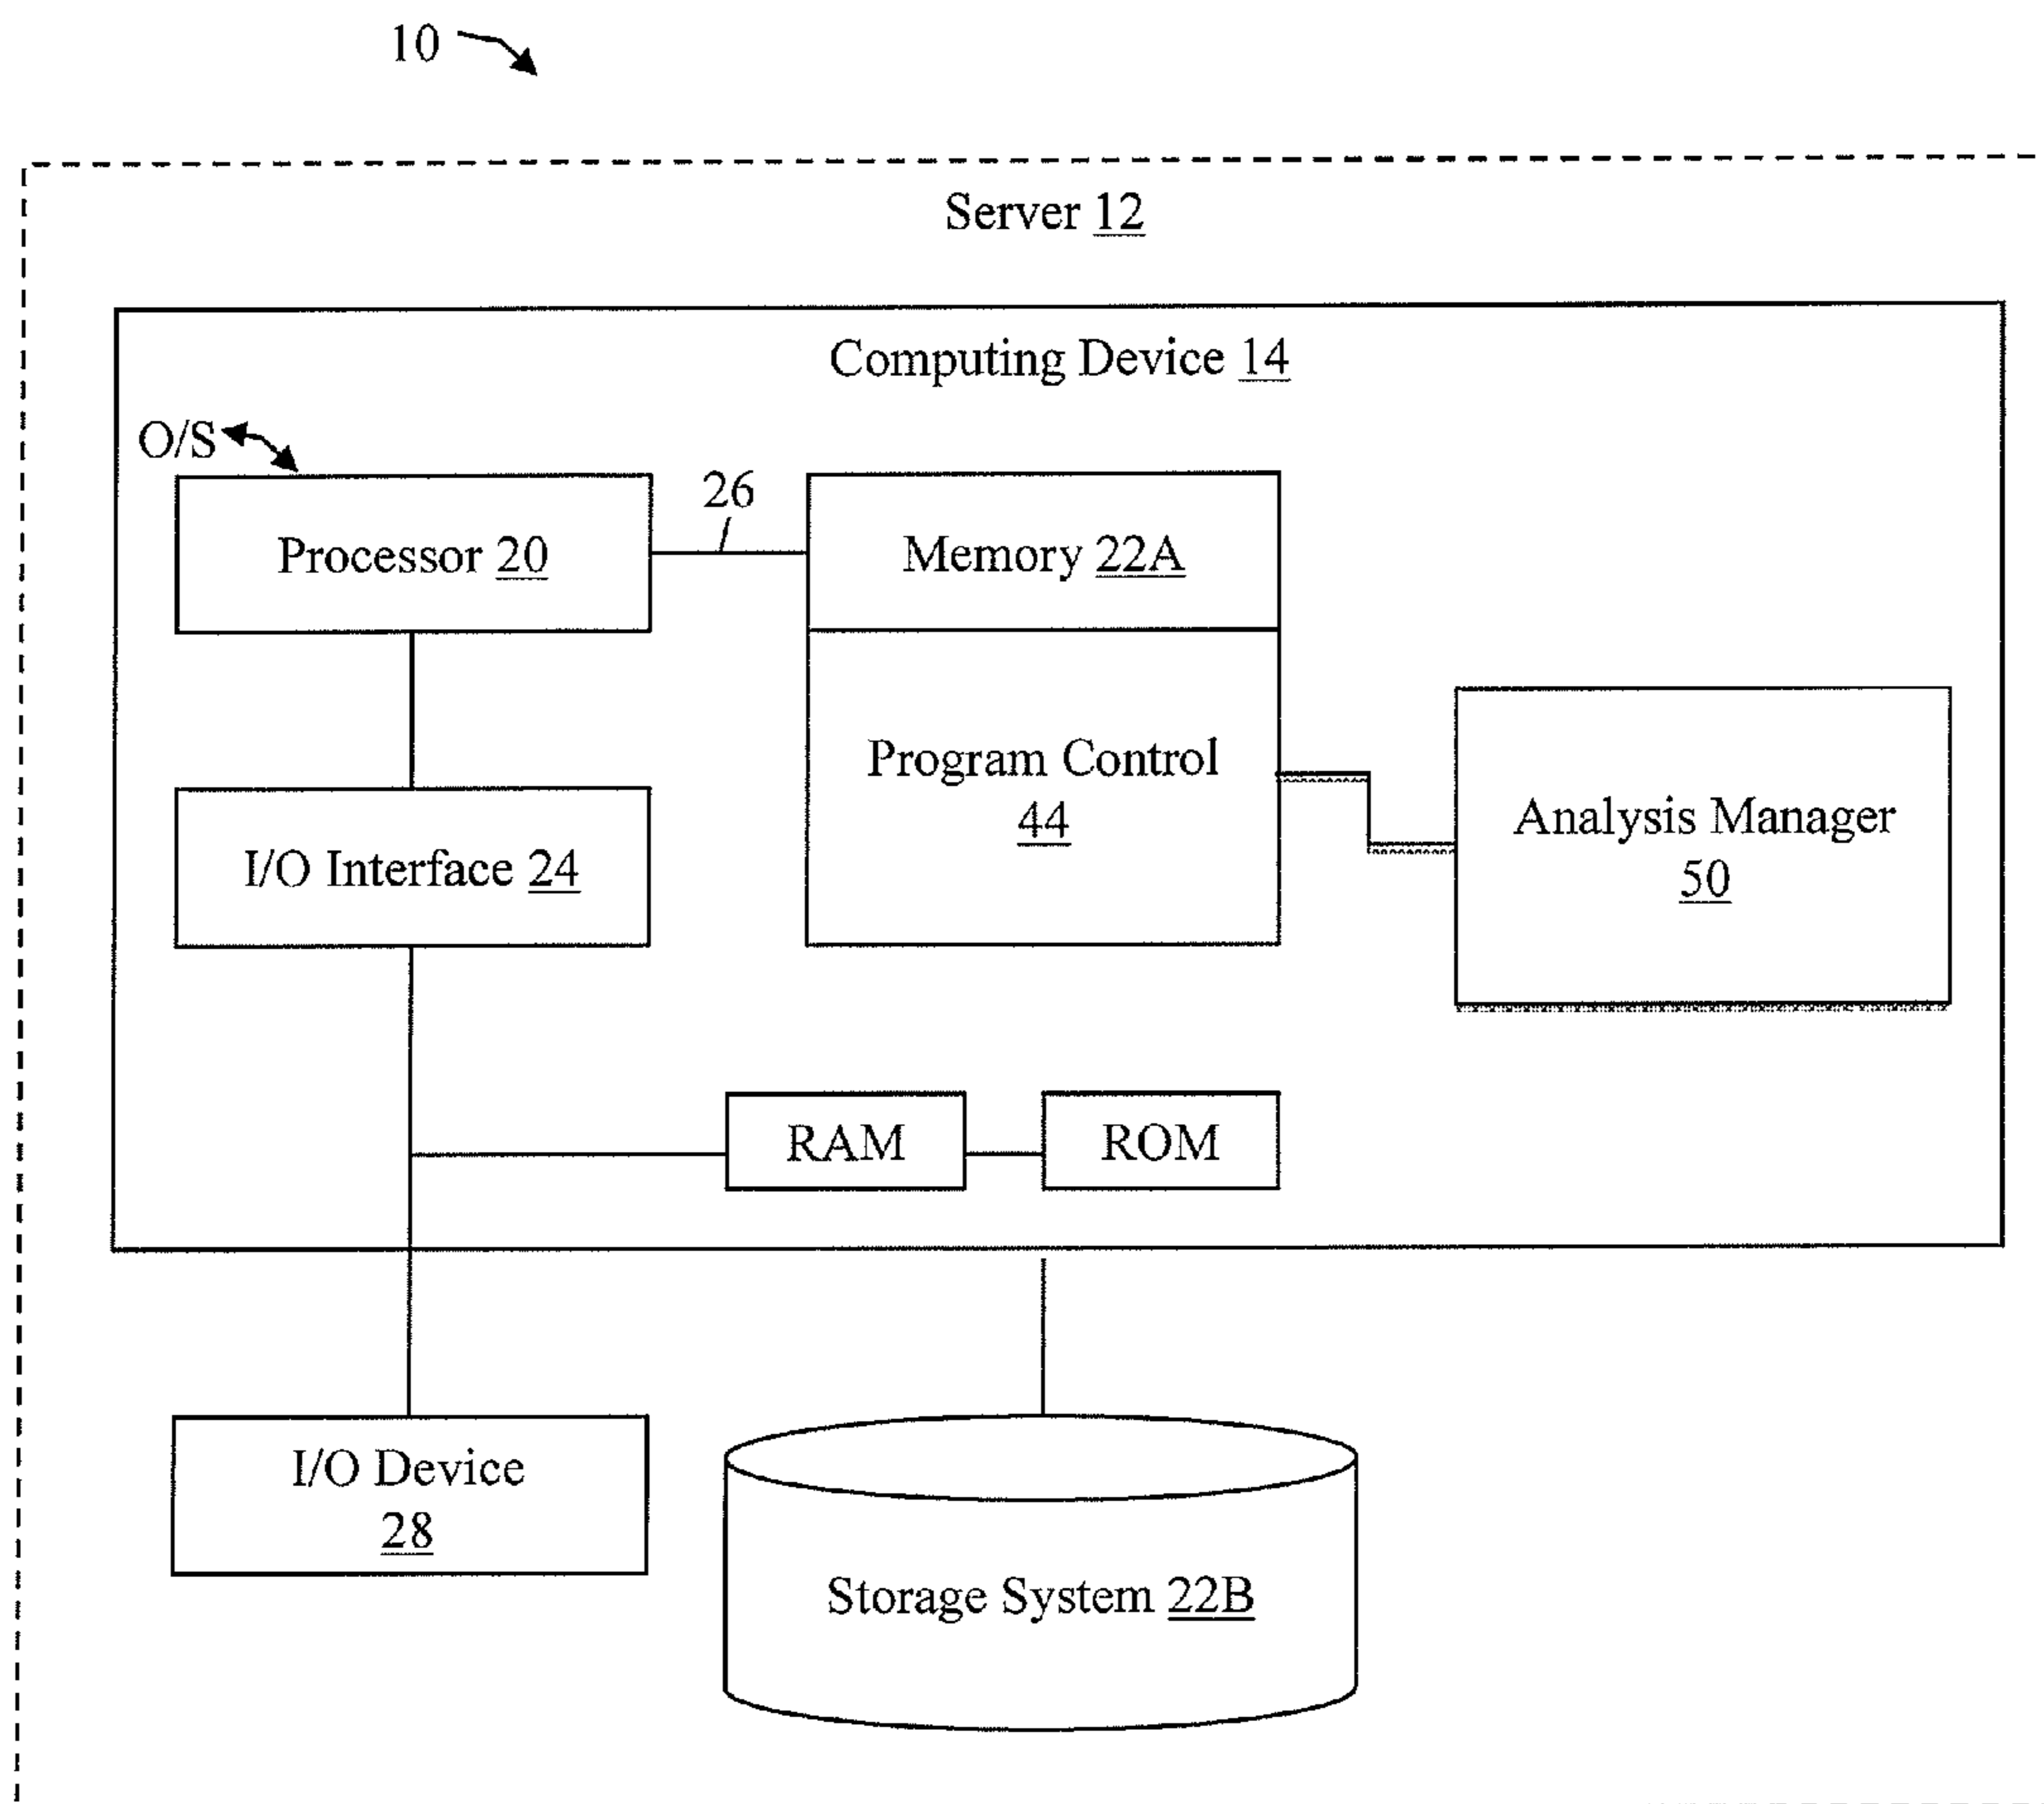 10
Server 12
Computing Device 14
O/S
26
Processor 20
Memory 22A
Program Control
44
Analysis Manager
50
I/O Interface 24
RAM
ROM
I/O Device
28
Storage System 22B